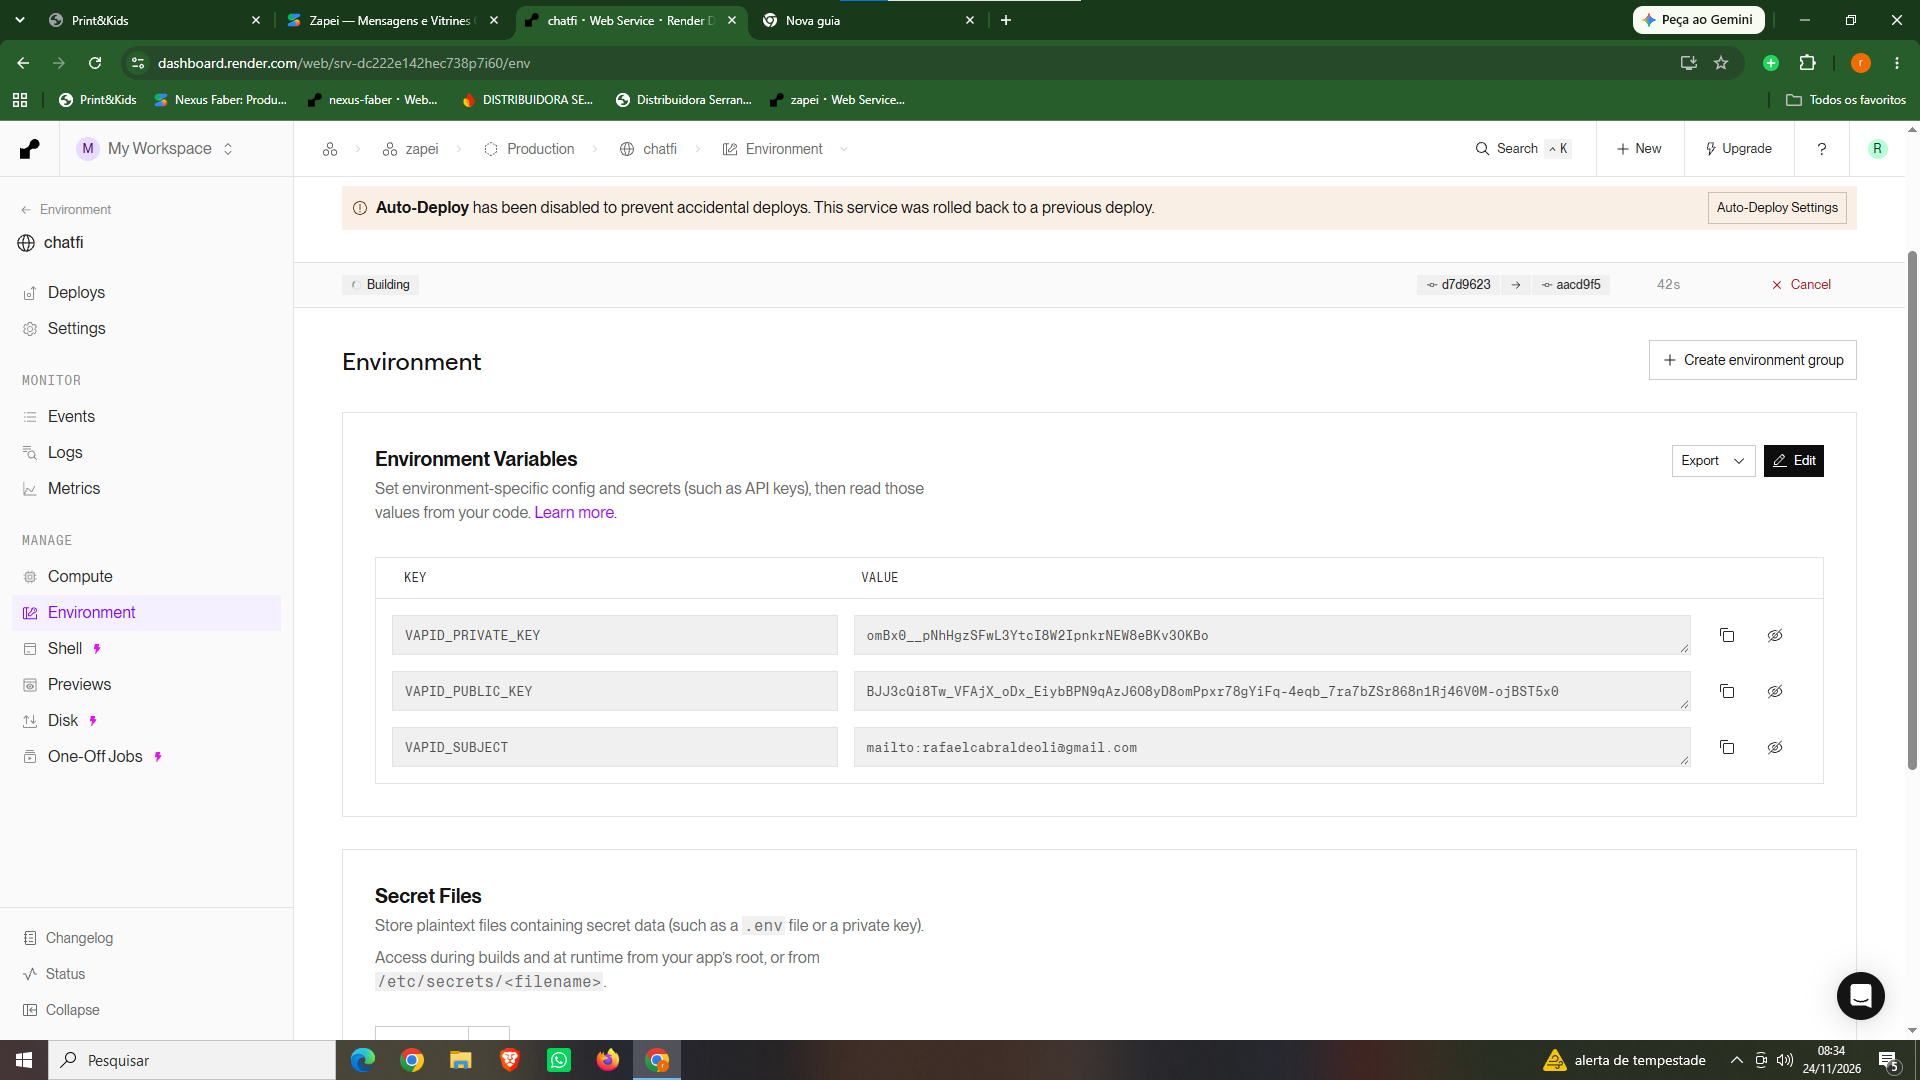 Print&Kids
Zapei — Mensagens e Vitrines
chatfi · Web Service · Render D
Nova guia
Peça ao Gemini
dashboard.render.com/web/srv-dc222e142hec738p7i60/env
r
Print&Kids
Nexus Faber: Produ...
nexus-faber · Web...
DISTRIBUIDORA SE...
Distribuidora Serran...
zapei · Web Service...
Todos os favoritos
M My Workspace
zapei
Production
chatfi
Environment
Search ^ K
New
Upgrade
?
R
Environment
chatfi
Deploys
Settings
MONITOR
Events
Logs
Metrics
MANAGE
Compute
Environment
Shell
Previews
Disk
One-Off Jobs
Changelog
Status
Collapse
Auto-Deploy has been disabled to prevent accidental deploys. This service was rolled back to a previous deploy.
Auto-Deploy Settings
Building
d7d9623 → aacd9f5
42s
Cancel
Environment
Create environment group
Environment Variables
Export
Edit
Set environment-specific config and secrets (such as API keys), then read those
values from your code. Learn more.
KEY VALUE
VAPID_PRIVATE_KEY omBx0__pNhHgzSFwL3YtcI8W2IpnkrNEW8eBKv3OKBo
VAPID_PUBLIC_KEY BJJ3cQi8Tw_VFAjX_oDx_EiybBPN9qAzJ6O8yD8omPpxr78gYiFq-4eqb_7ra7bZSr868n1Rj46V0M-ojBST5x0
VAPID_SUBJECT mailto:rafaelcabraldeoli@gmail.com
Secret Files
Store plaintext files containing secret data (such as a .env file or a private key).
Access during builds and at runtime from your app's root, or from
/etc/secrets/<filename>.
Pesquisar
alerta de tempestade
08:34
24/11/2026
5